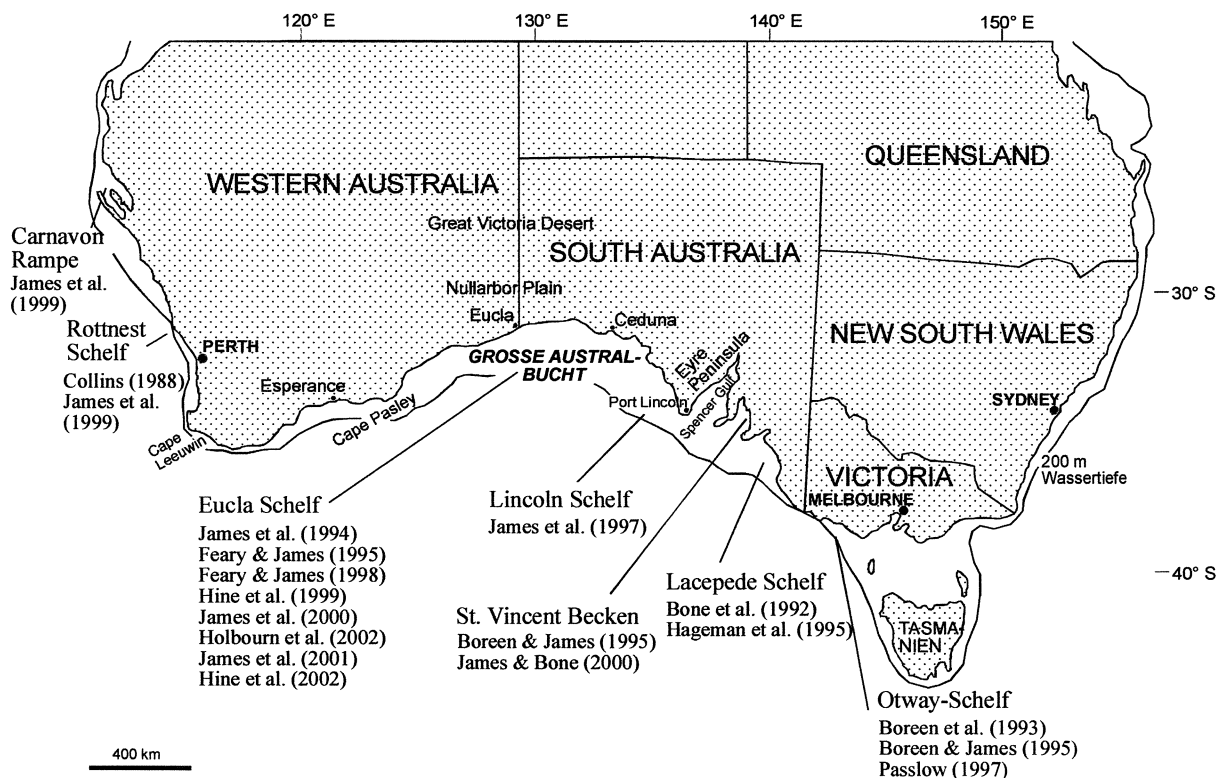 120° E
130° E
140° E
150° E
QUEENSLAND
WESTERN AUSTRALIA
Great Victoria Desert
SOUTH AUSTRALIA
Carnavon
Rampe
James et al.
(1999)
Nullarbor Plain
Eucla
Ceduna
30° S
Rottnest
Schelf
Collins (1988)
James et al.
(1999)
PERTH
NEW SOUTH WALES
GROSSE AUSTRAL-
BUCHT
Eyre
Peninsula
Esperance
Port Lincoln
Spencer Gulf
SYDNEY
Cape Pasley
Cape
Leeuwin
200 m
Wassertiefe
VICTORIA
MELBOURNE
Eucla Schelf
James et al. (1994)
Feary & James (1995)
Feary & James (1998)
Hine et al. (1999)
James et al. (2000)
Holbourn et al. (2002)
James et al. (2001)
Hine et al. (2002)
Lincoln Schelf
James et al. (1997)
St. Vincent Becken
Boreen & James (1995)
James & Bone (2000)
Lacepede Schelf
Bone et al. (1992)
Hageman et al. (1995)
40° S
TASMA-
NIEN
Otway-Schelf
Boreen et al. (1993)
Boreen & James (1995)
Passlow (1997)
400 km